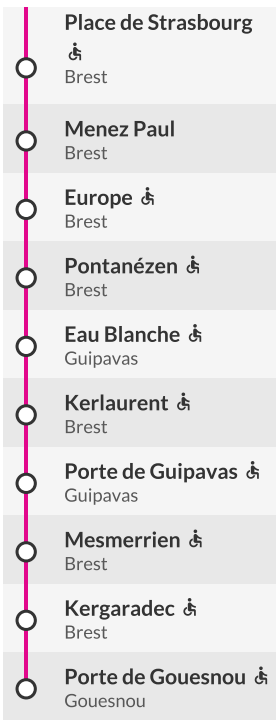 Place de Strasbourg
Brest
Menez Paul
Brest
Europe
Brest
Pontanézen
Brest
Eau Blanche
Guipavas
Kerlaurent
Brest
Porte de Guipavas
Guipavas
Mesmerrien
Brest
Kergaradec
Brest
Porte de Gouesnou
Gouesnou